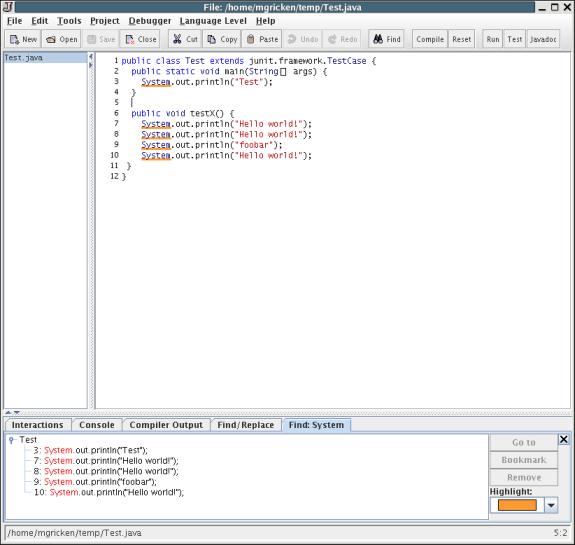 File: /home/mgricken/temp/Test.java
File Edit Tools Project Debugger Language Level Help
New Open Save Close Cut Copy Paste Undo Redo Find Compile Reset Run Test Javadoc
Test.java
1 public class Test extends junit.framework.TestCase {
2 public static void main(String[] args) {
3 System.out.println("Test");
4 }
5
6 public void testX() {
7 System.out.println("Hello world!");
8 System.out.println("Hello world!");
9 System.out.println("foobar");
10 System.out.println("Hello world!");
11 }
12 }
Interactions Console Compiler Output Find/Replace Find: System
Test
3: System.out.println("Test");
7: System.out.println("Hello world!");
8: System.out.println("Hello world!");
9: System.out.println("foobar");
10: System.out.println("Hello world!");
Go to
Bookmark
Remove
Highlight:
/home/mgricken/temp/Test.java 5:2